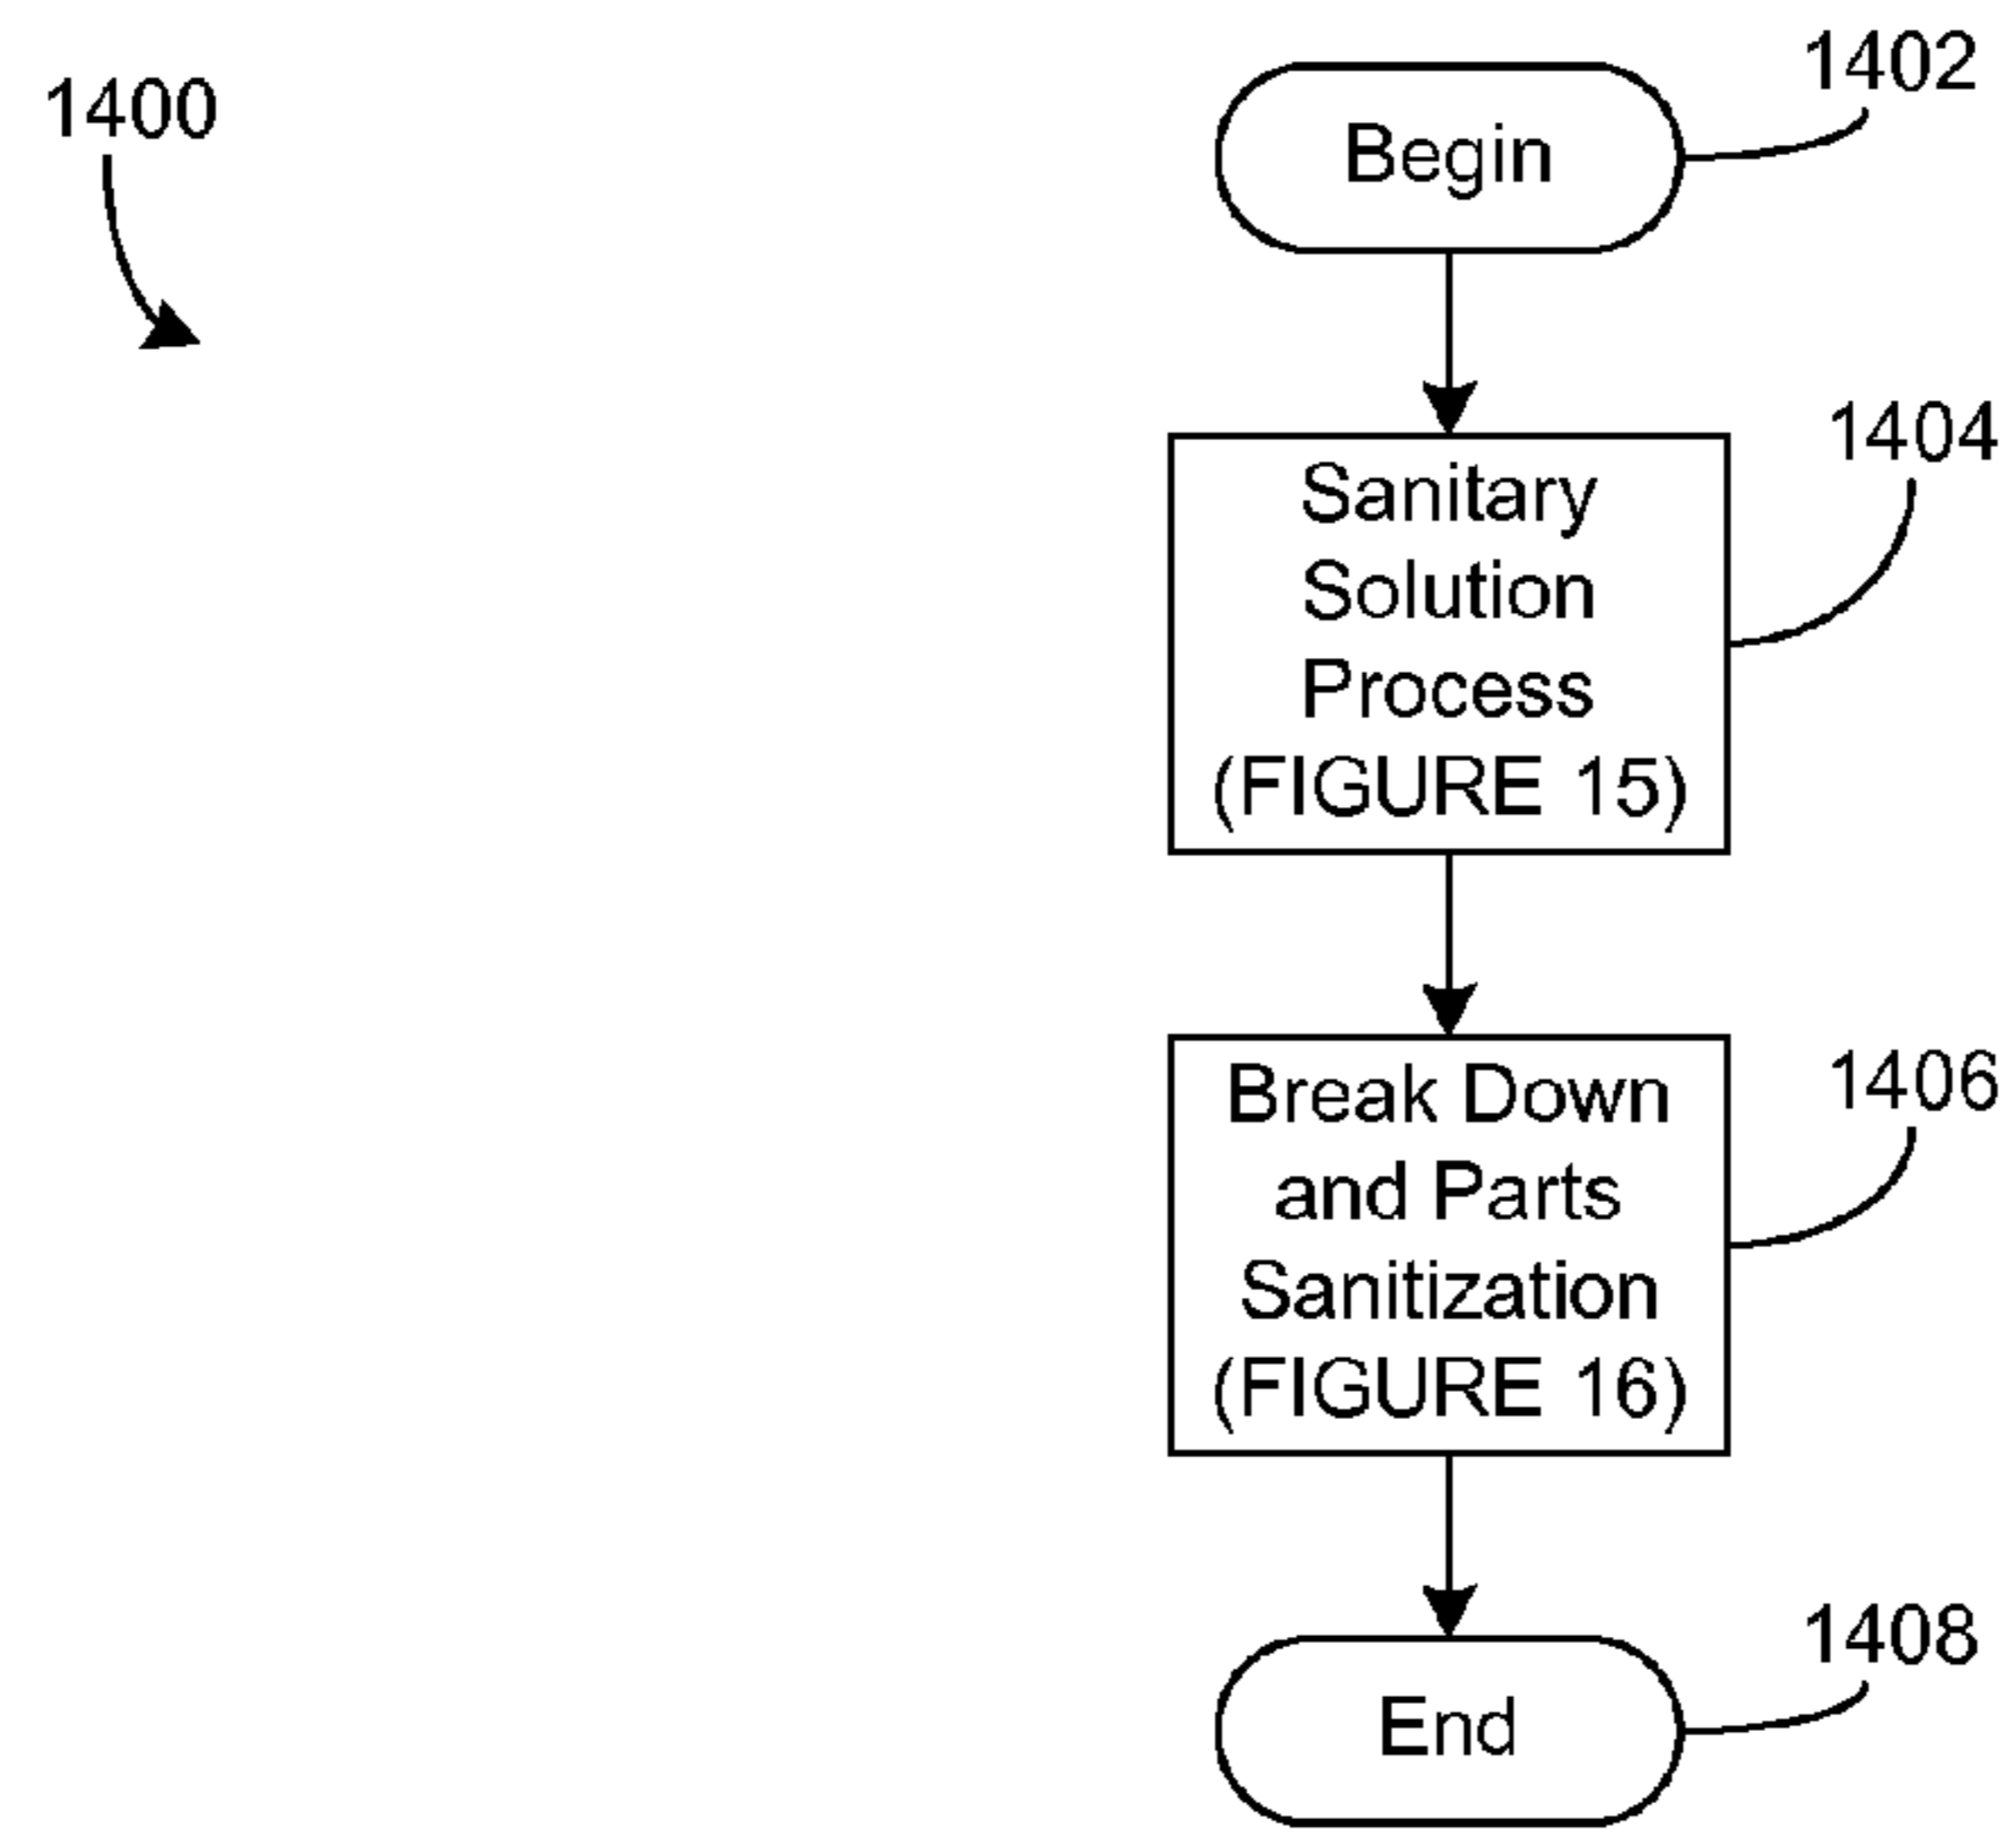 1400
1402
Begin
1404
Sanitary
Solution
Process
(FIGURE 15)
1406
Break Down
and Parts
Sanitization
(FIGURE 16)
1408
End